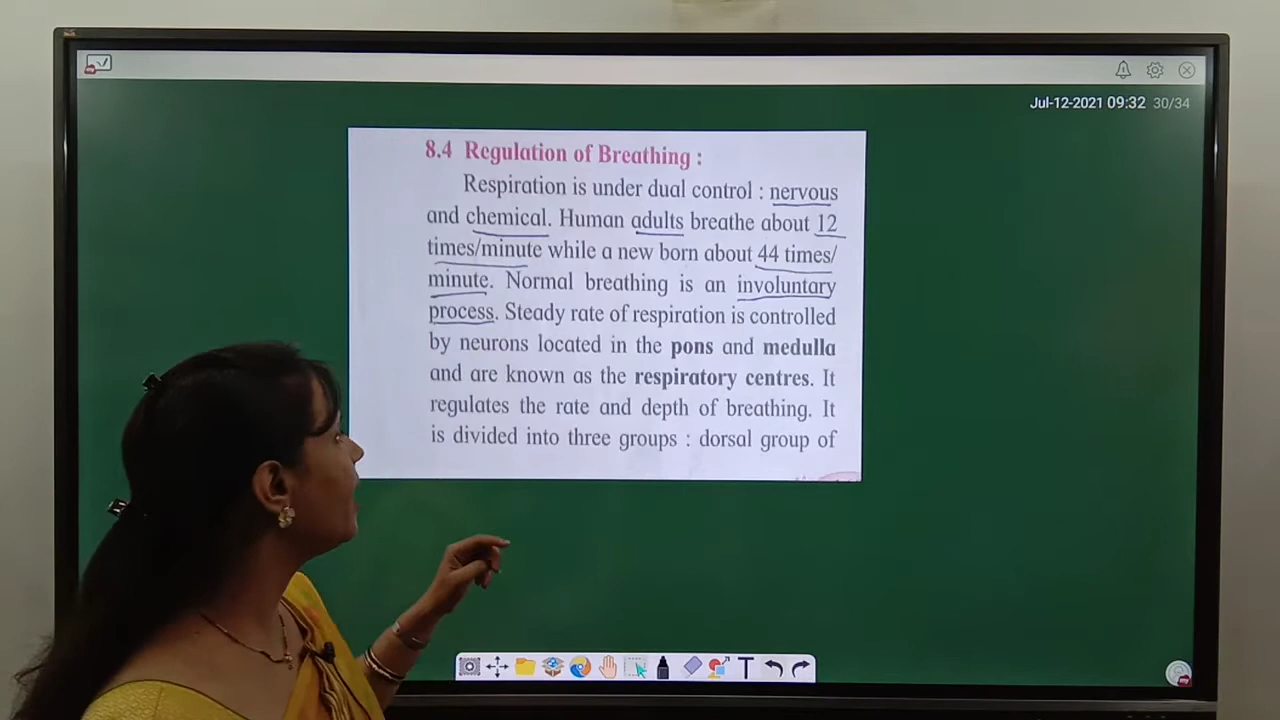 Jul-12-2021 09:32 30/34
8.4 Regulation of Breathing :
Respiration is under dual control : nervous
and chemical. Human adults breathe about 12
times/minute while a new born about 44 times/
minute. Normal breathing is an involuntary
process. Steady rate of respiration is controlled
by neurons located in the pons and medulla
and are known as the respiratory centres. It
regulates the rate and depth of breathing. It
is divided into three groups : dorsal group of